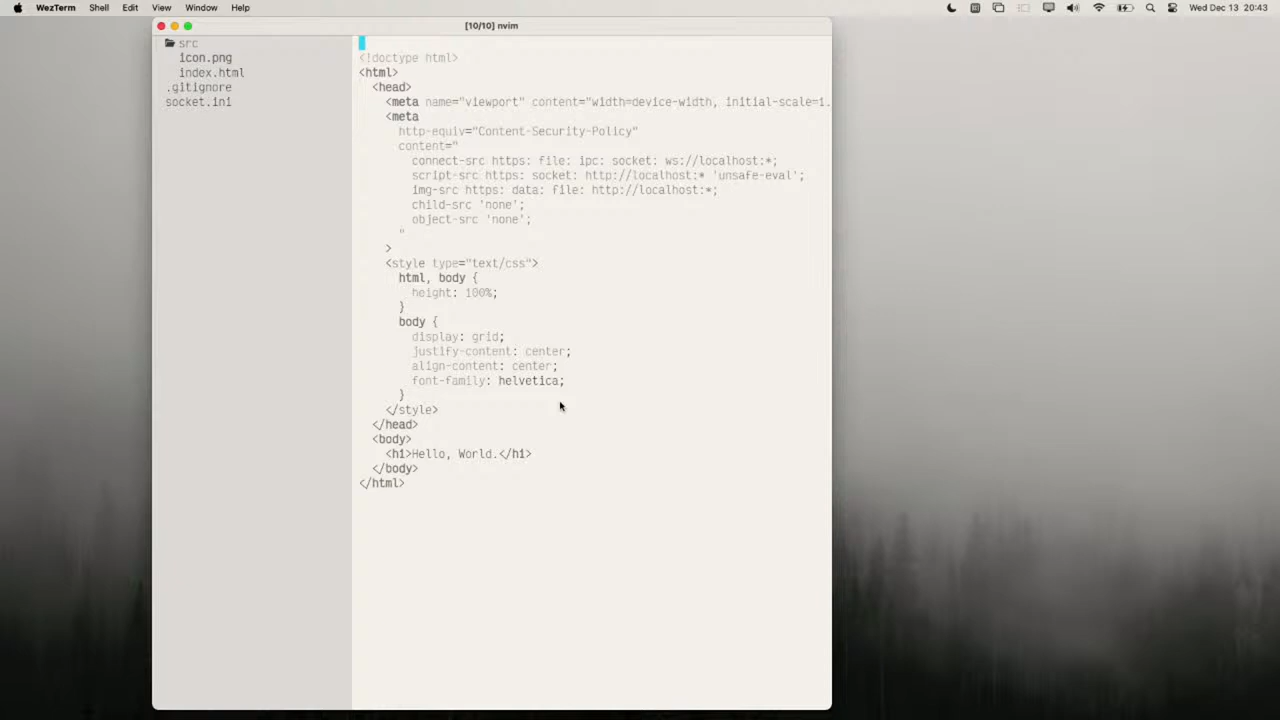 WezTerm Shell Edit View Window Help
Wed Dec 13 20:43
[10/10] nvim
src
icon.png
index.html
.gitignore
socket.ini
<!doctype html>
<html>
<head>
<meta name="viewport" content="width=device-width, initial-scale=1.
<meta
http-equiv="Content-Security-Policy"
content="
connect-src https: file: ipc: socket: ws://localhost:*;
script-src https: socket: http://localhost:* 'unsafe-eval';
img-src https: data: file: http://localhost:*;
child-src 'none';
object-src 'none';
"
>
<style type="text/css">
html, body {
height: 100%;
}
body {
display: grid;
justify-content: center;
align-content: center;
font-family: helvetica;
}
</style>
</head>
<body>
<h1>Hello, World.</h1>
</body>
</html>